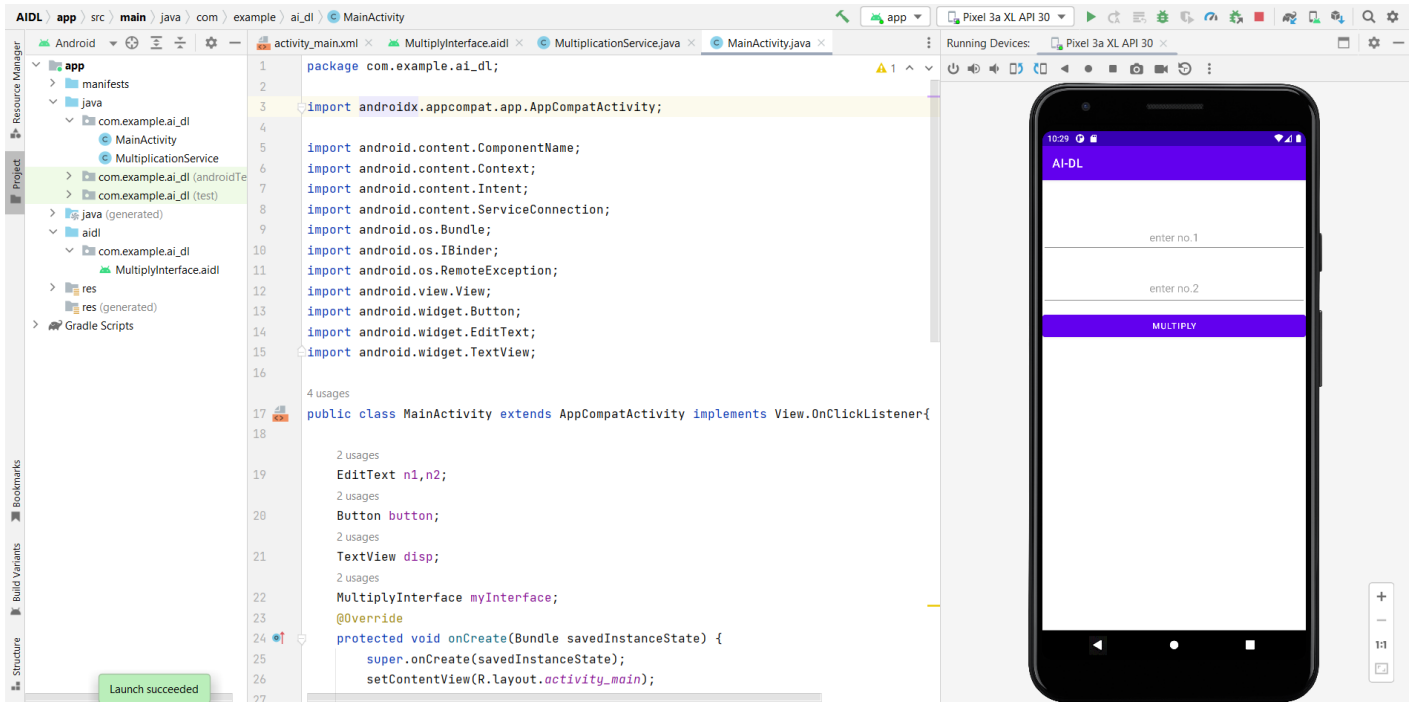 AIDL app src main java com example ai_dl MainActivity
app
Pixel 3a XL API 30
Android
activity_main.xml
MultiplyInterface.aidl
MultiplicationService.java
MainActivity.java
Running Devices:
Pixel 3a XL API 30
Resource Manager
Project
Bookmarks
Build Variants
Structure
app
manifests
java
com.example.ai_dl
MainActivity
MultiplicationService
com.example.ai_dl (androidTe
com.example.ai_dl (test)
java (generated)
aidl
com.example.ai_dl
MultiplyInterface.aidl
res
res (generated)
Gradle Scripts
Launch succeeded
1
1 package com.example.ai_dl;
2
3 import androidx.appcompat.app.AppCompatActivity;
4
5 import android.content.ComponentName;
6 import android.content.Context;
7 import android.content.Intent;
8 import android.content.ServiceConnection;
9 import android.os.Bundle;
10 import android.os.IBinder;
11 import android.os.RemoteException;
12 import android.view.View;
13 import android.widget.Button;
14 import android.widget.EditText;
15 import android.widget.TextView;
16
4 usages
17 public class MainActivity extends AppCompatActivity implements View.OnClickListener{
18
2 usages
19 EditText n1,n2;
2 usages
20 Button button;
2 usages
21 TextView disp;
2 usages
22 MultiplyInterface myInterface;
23 @Override
24 protected void onCreate(Bundle savedInstanceState) {
25 super.onCreate(savedInstanceState);
26 setContentView(R.layout.activity_main);
27
10:29
AI-DL
enter no.1
enter no.2
MULTIPLY
1:1